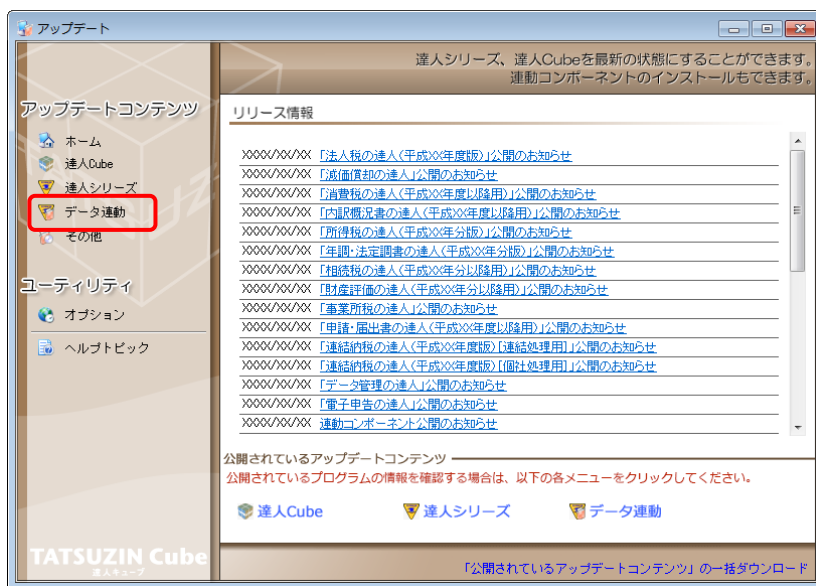 アップデート
達人シリーズ、達人Cubeを最新の状態にすることができます。
連動コンポーネントのインストールもできます。
アップデートコンテンツ
ホーム
達人Cube
達人シリーズ
データ連動
その他
ユーティリティ
オプション
ヘルプトピック
TATSUZIN Cube
達人キューブ
リリース情報
XXXX/XX/XX 「法人税の達人(平成XX年度版)」公開のお知らせ
XXXX/XX/XX 「減価償却の達人」公開のお知らせ
XXXX/XX/XX 「消費税の達人(平成XX年度以降用)」公開のお知らせ
XXXX/XX/XX 「内訳概況書の達人(平成XX年度以降用)」公開のお知らせ
XXXX/XX/XX 「所得税の達人(平成XX年分版)」公開のお知らせ
XXXX/XX/XX 「年調・法定調書の達人(平成XX年分版)」公開のお知らせ
XXXX/XX/XX 「相続税の達人(平成XX年分以降用)」公開のお知らせ
XXXX/XX/XX 「財産評価の達人(平成XX年分以降用)」公開のお知らせ
XXXX/XX/XX 「事業所税の達人」公開のお知らせ
XXXX/XX/XX 「申請・届出書の達人(平成XX年度以降用)」公開のお知らせ
XXXX/XX/XX 「連結納税の達人(平成XX年度版)[連結処理用]」公開のお知らせ
XXXX/XX/XX 「連結納税の達人(平成XX年度版)[個社処理用]」公開のお知らせ
XXXX/XX/XX 「データ管理の達人」公開のお知らせ
XXXX/XX/XX 「電子申告の達人」公開のお知らせ
XXXX/XX/XX 連動コンポーネント公開のお知らせ
公開されているアップデートコンテンツ
公開されているプログラムの情報を確認する場合は、以下の各メニューをクリックしてください。
達人Cube 達人シリーズ データ連動
「公開されているアップデートコンテンツ」の一括ダウンロード